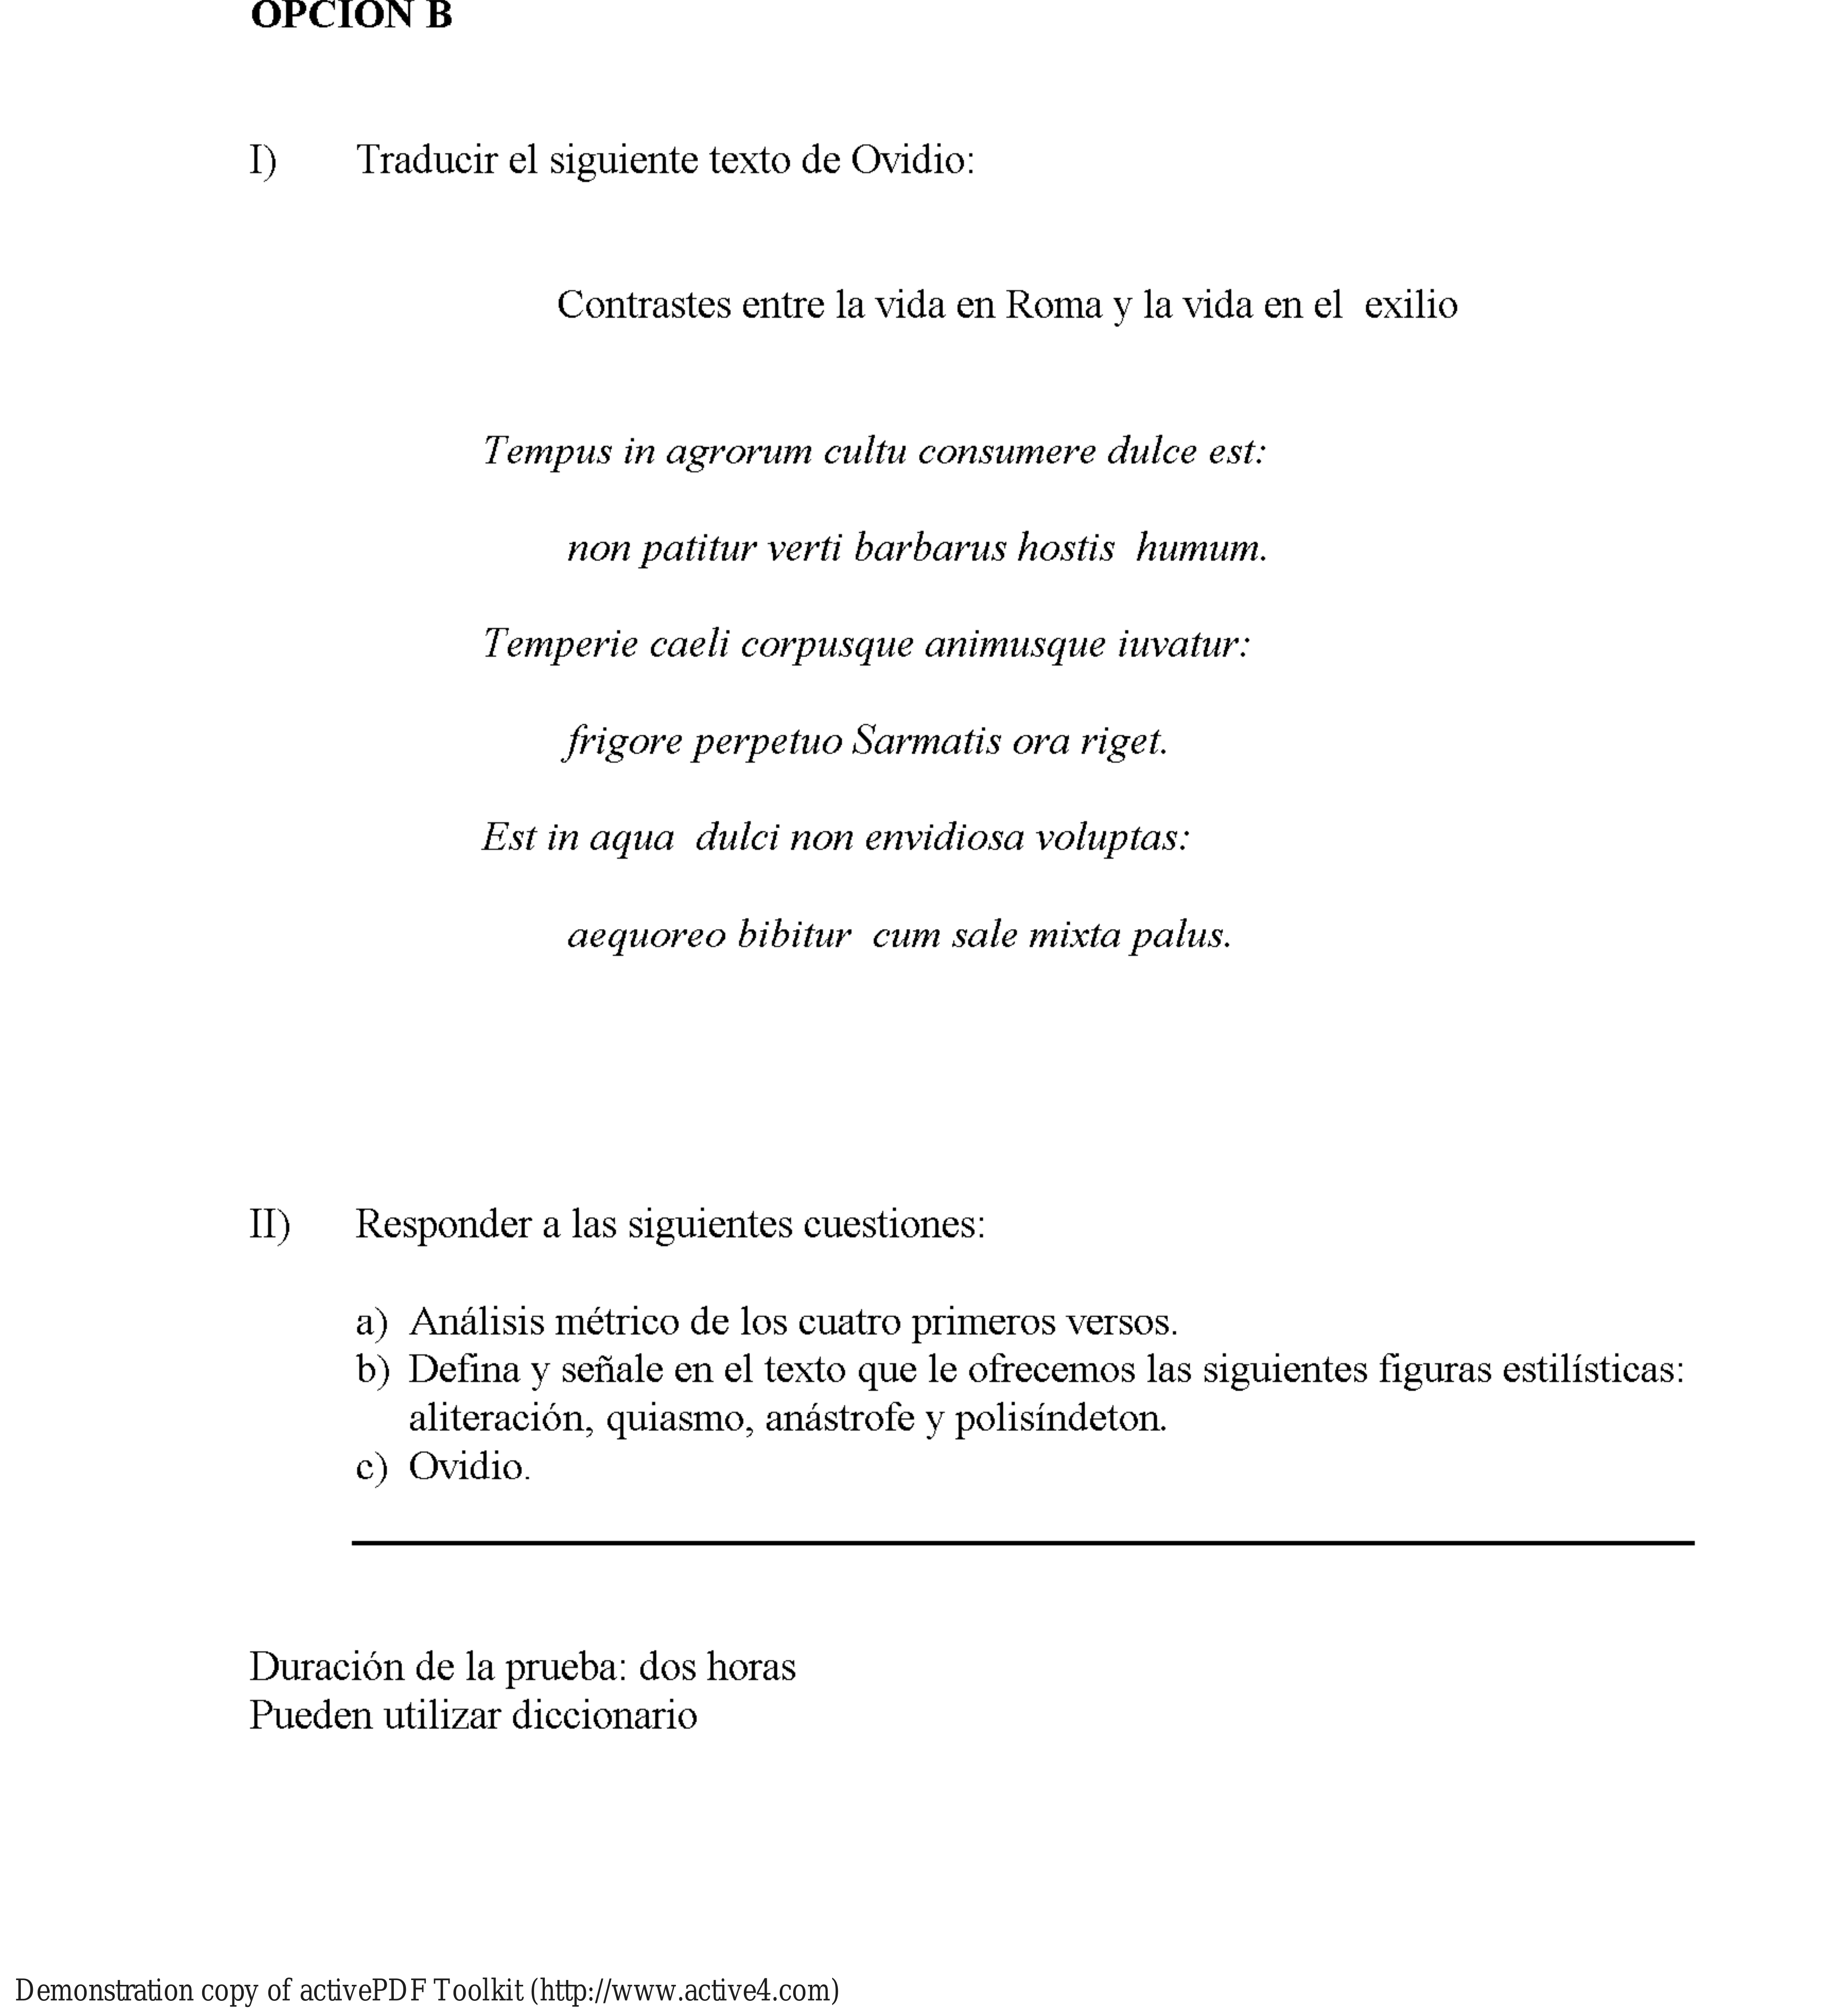 OPCIÓN B
I) Traducir el siguiente texto de Ovidio:
Contrastes entre la vida en Roma y la vida en el exilio
Tempus in agrorum cultu consumere dulce est:
non patitur verti barbarus hostis humum.
Temperie caeli corpusque animusque iuvatur:
frigore perpetuo Sarmatis ora riget.
Est in aqua dulci non envidiosa voluptas:
aequoreo bibitur cum sale mixta palus.
II) Responder a las siguientes cuestiones:
a) Análisis métrico de los cuatro primeros versos.
b) Defina y señale en el texto que le ofrecemos las siguientes figuras estilísticas:
aliteración, quiasmo, anástrofe y polisíndeton.
c) Ovidio.
Duración de la prueba: dos horas
Pueden utilizar diccionario
Demonstration copy of activePDF Toolkit (http://www.active4.com)